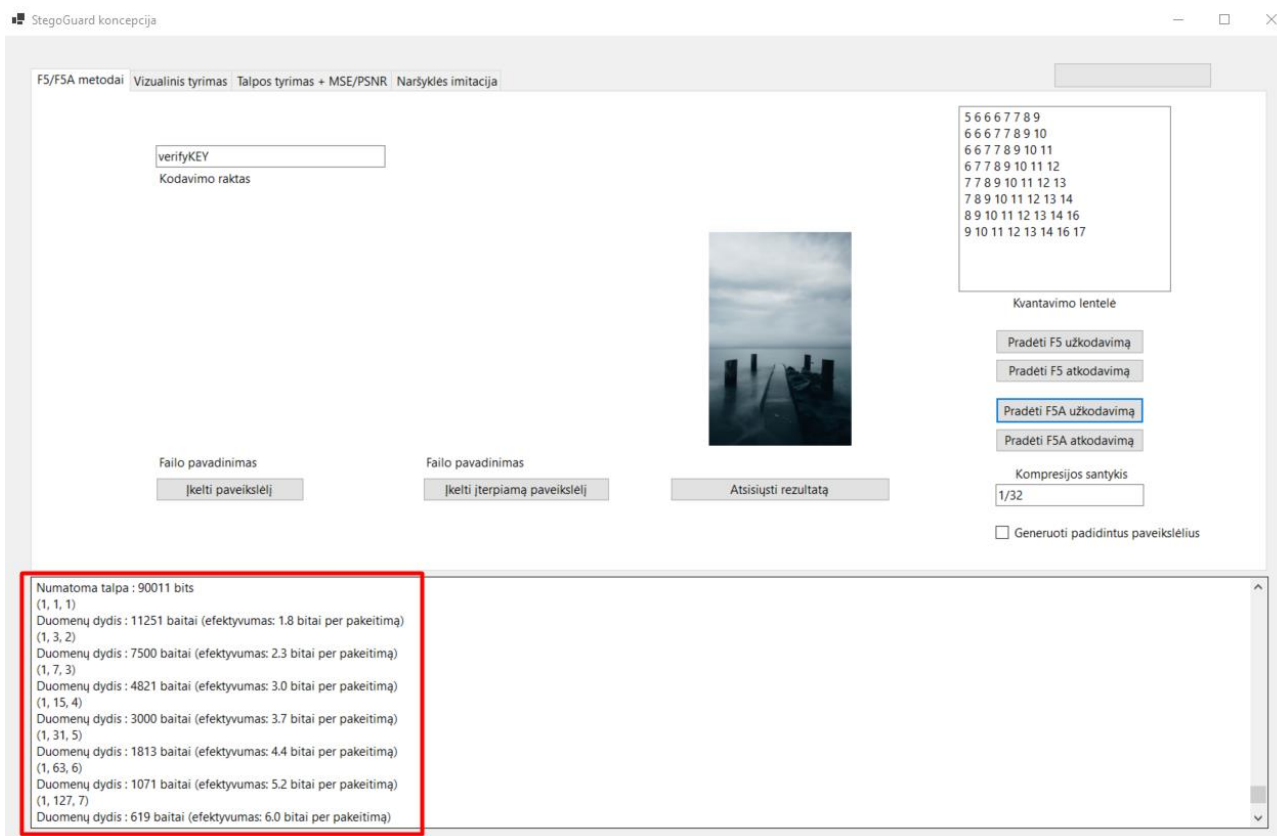 StegoGuard koncepcija
F5/F5A metodai Vizualinis tyrimas Talpos tyrimas + MSE/PSNR Naršyklės imitacija
verifyKEY
Kodavimo raktas
5 6 6 6 7 7 8 9
6 6 6 7 7 8 9 10
6 6 7 7 8 9 10 11
6 7 7 8 9 10 11 12
7 7 8 9 10 11 12 13
7 8 9 10 11 12 13 14
8 9 10 11 12 13 14 16
9 10 11 12 13 14 16 17
Kvantavimo lentelė
Pradėti F5 užkodavimą
Pradėti F5 atkodavimą
Pradėti F5A užkodavimą
Pradėti F5A atkodavimą
Kompresijos santykis
1/32
Generuoti padidintus paveikslėlius
Failo pavadinimas
Įkelti paveikslėlį
Failo pavadinimas
Įkelti įterpiamą paveikslėlį
Atsisiųsti rezultatą
Numatoma talpa : 90011 bits
(1, 1, 1)
Duomenų dydis : 11251 baitai (efektyvumas: 1.8 bitai per pakeitimą)
(1, 3, 2)
Duomenų dydis : 7500 baitai (efektyvumas: 2.3 bitai per pakeitimą)
(1, 7, 3)
Duomenų dydis : 4821 baitai (efektyvumas: 3.0 bitai per pakeitimą)
(1, 15, 4)
Duomenų dydis : 3000 baitai (efektyvumas: 3.7 bitai per pakeitimą)
(1, 31, 5)
Duomenų dydis : 1813 baitai (efektyvumas: 4.4 bitai per pakeitimą)
(1, 63, 6)
Duomenų dydis : 1071 baitai (efektyvumas: 5.2 bitai per pakeitimą)
(1, 127, 7)
Duomenų dydis : 619 baitai (efektyvumas: 6.0 bitai per pakeitimą)